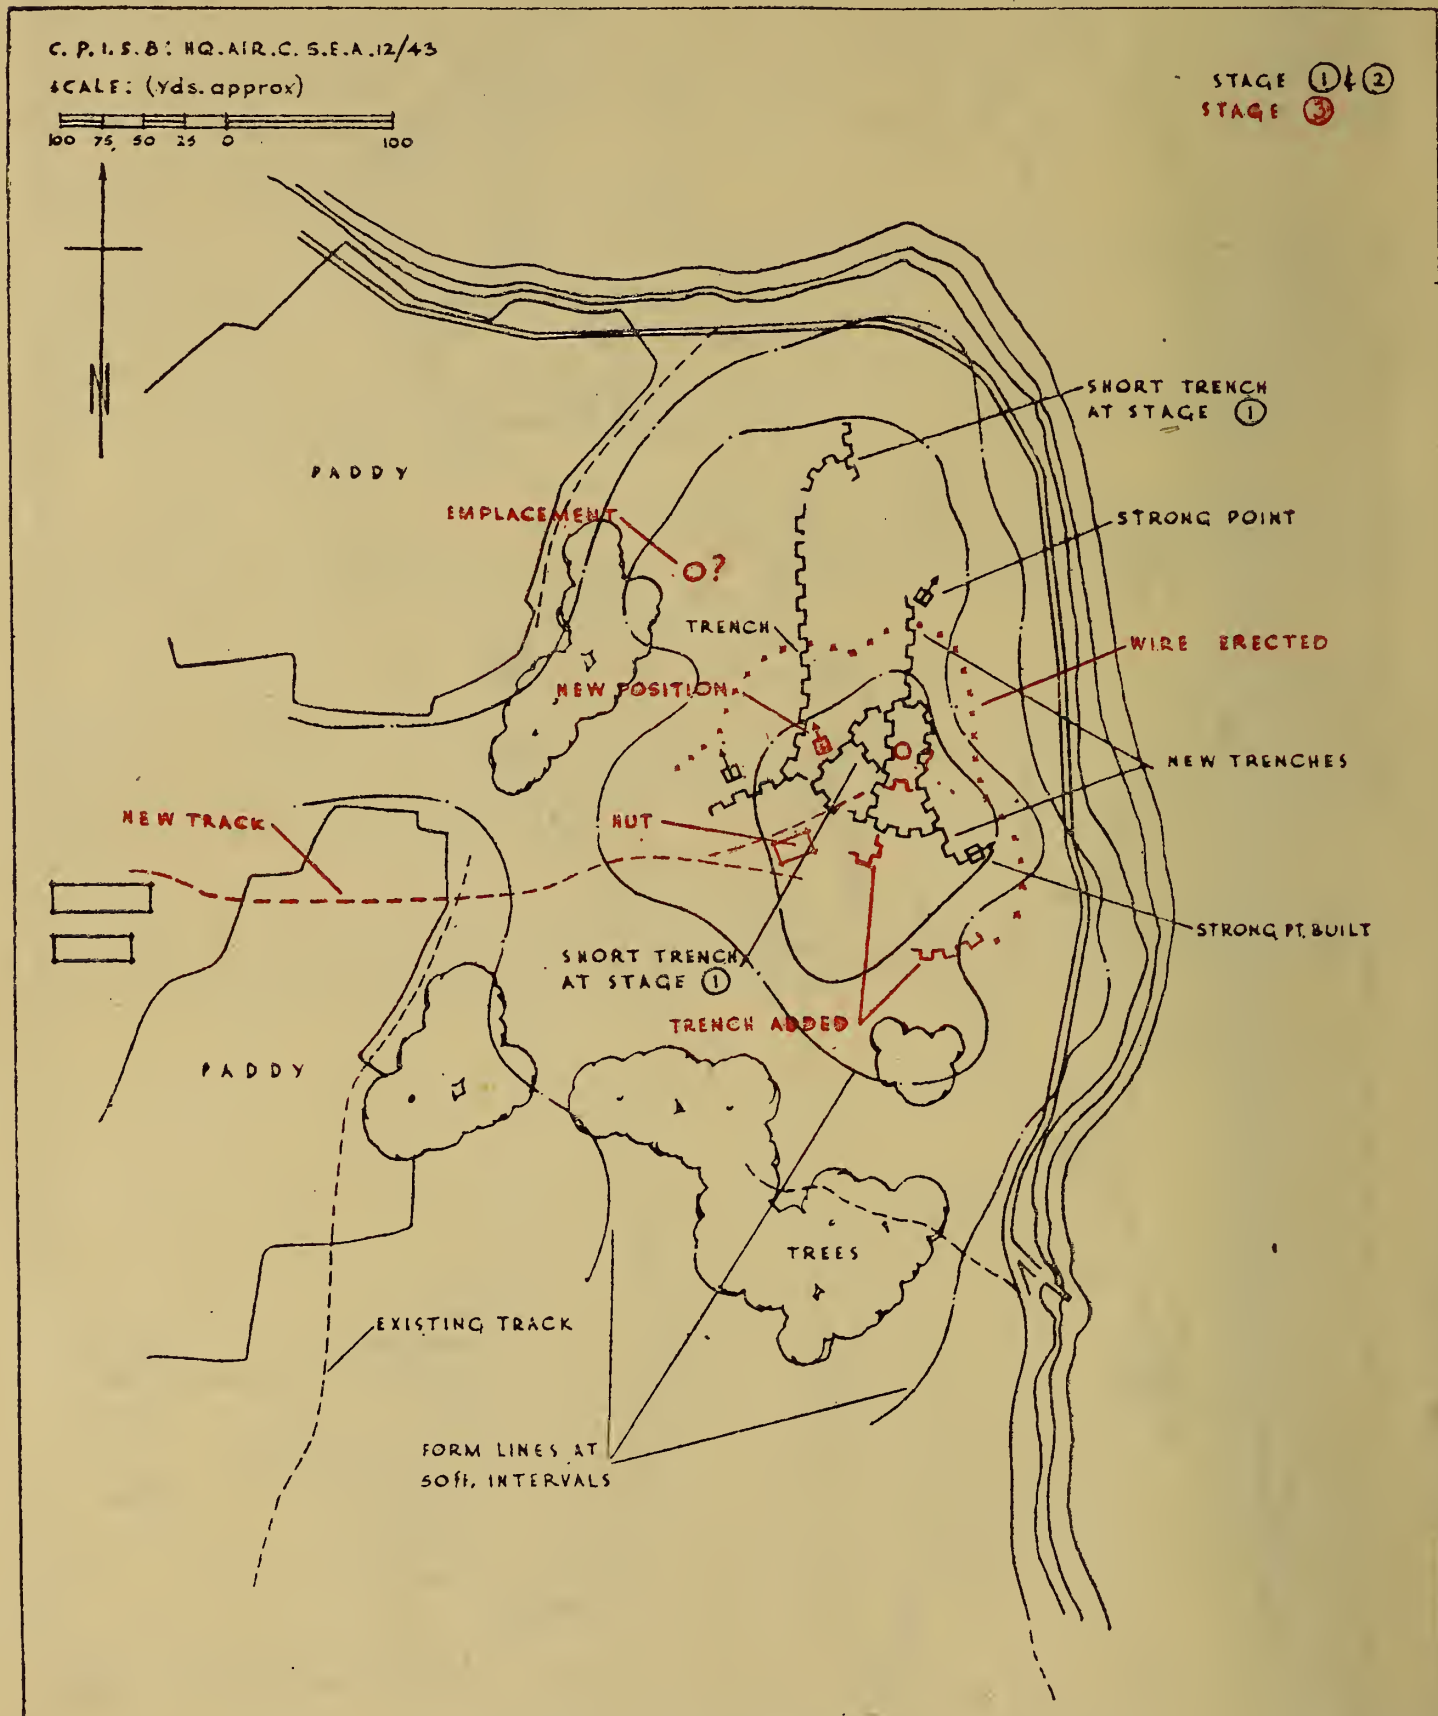 C. P. I. S. B: HQ. AIR. C. S. E. A. 12/43
SCALE: (Yds. approx)
100 75 50 25 0 100
STAGE ① & ②
STAGE ③
N
SHORT TRENCH
AT STAGE ①
PADDY
EMPLACEMENT
O?
STRONG POINT
TRENCH
WIRE ERECTED
NEW POSITION
NEW TRENCHES
NEW TRACK
HUT
STRONG PT. BUILT
SHORT TRENCH
AT STAGE ①
TRENCH ADDED
PADDY
TREES
EXISTING TRACK
FORM LINES AT
50ft. INTERVALS